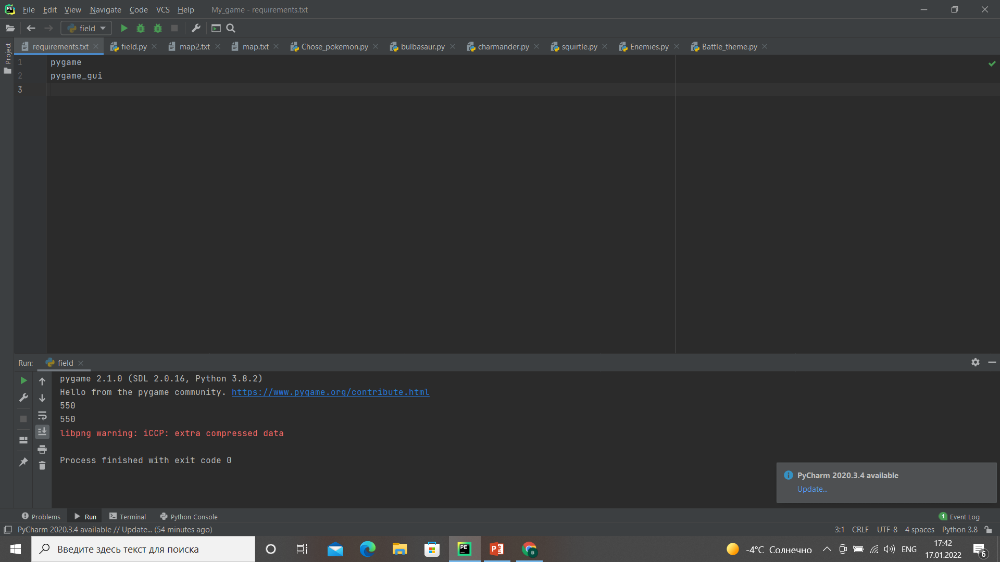 File Edit View Navigate Code VCS Help My_game - requirements.txt
field
requirements.txt field.py map2.txt map.txt Chose_pokemon.py bulbasaur.py charmander.py squirtle.py Enemies.py Battle_theme.py
Project
1 pygame
2 pygame_gui
3
Run: field
pygame 2.1.0 (SDL 2.0.16, Python 3.8.2)
Hello from the pygame community. https://www.pygame.org/contribute.html
550
550
libpng warning: iCCP: extra compressed data
Process finished with exit code 0
PyCharm 2020.3.4 available
Update...
Problems Run Terminal Python Console 1 Event Log
PyCharm 2020.3.4 available // Update... (54 minutes ago) 3:1 CRLF UTF-8 4 spaces Python 3.8
Введите здесь текст для поиска -4°C Солнечно ENG 17:42
17.01.2022
6